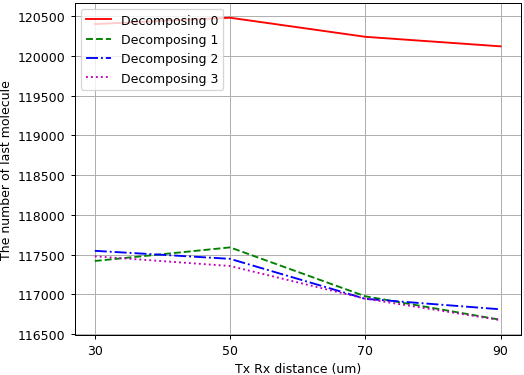 120500
120000
119500
119000
118500
118000
117500
117000
116500
The number of last molecule
Decomposing 0
Decomposing 1
Decomposing 2
Decomposing 3
30 50 70 90
Tx Rx distance (um)